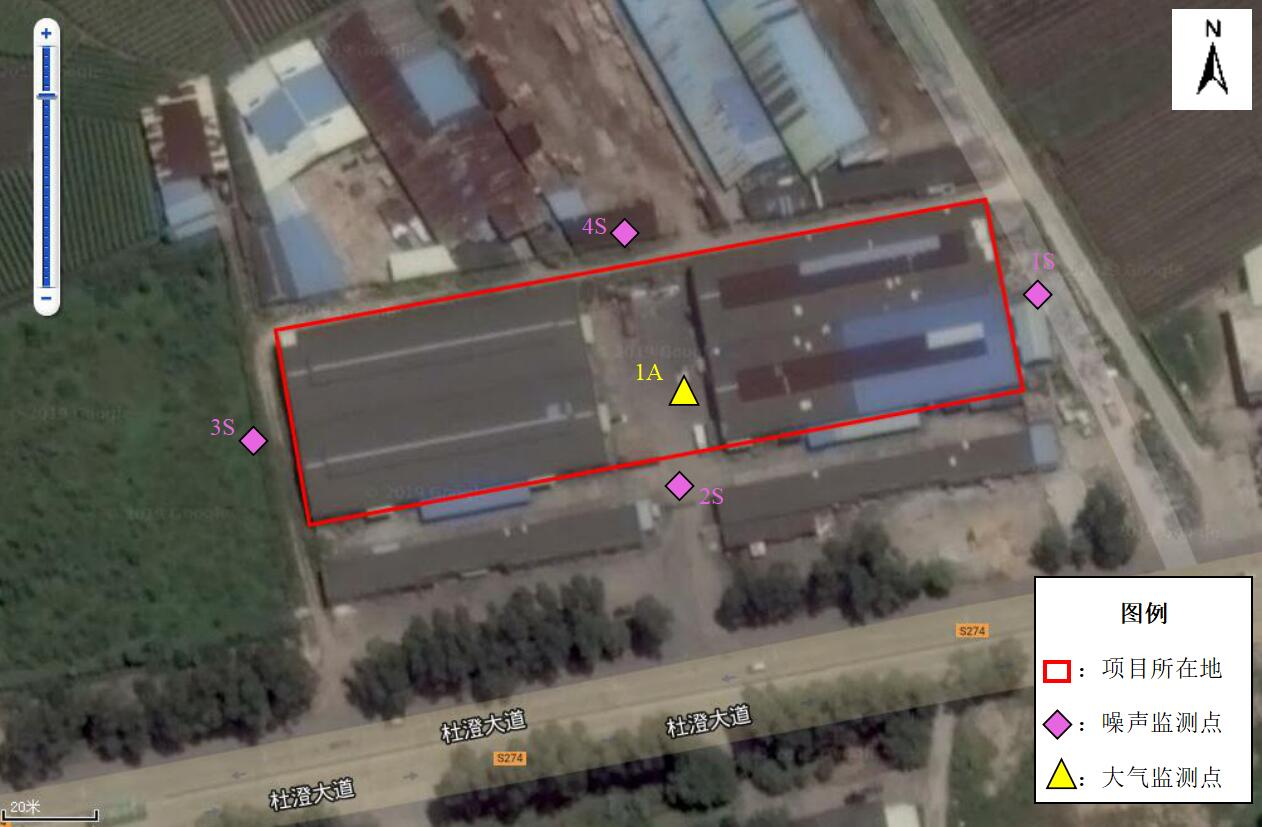 N
4S
1S
1A
3S
© 2019 Google
2S
S274
杜澄大道
杜澄大道
S274
杜澄大道
20米
图例
：项目所在地
：噪声监测点
：大气监测点